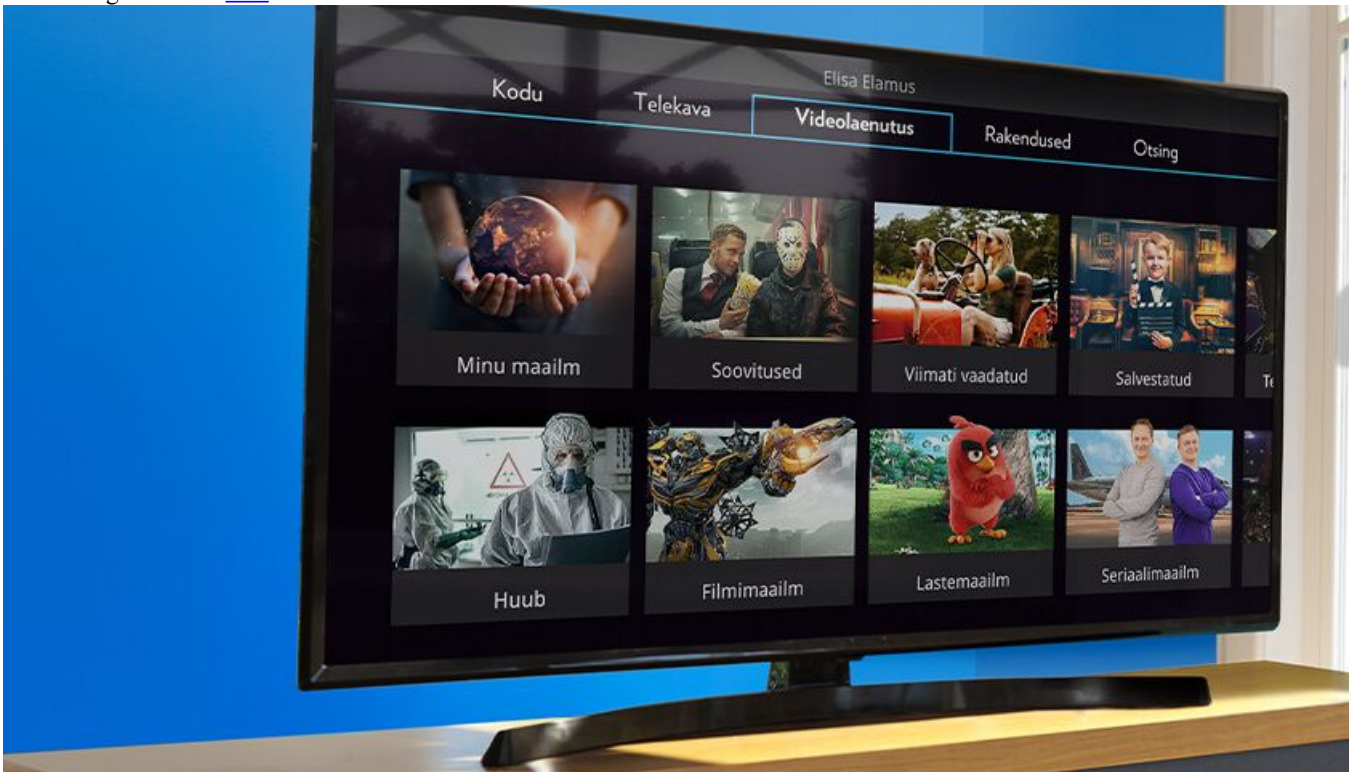 Elisa Elamus
Kodu Telekava Videolaenutus Rakendused Otsing
Minu maailm Soovitused Viimati vaadatud Salvestatud
Huub Filmimaailm Lastemaailm Seriaalimaailm